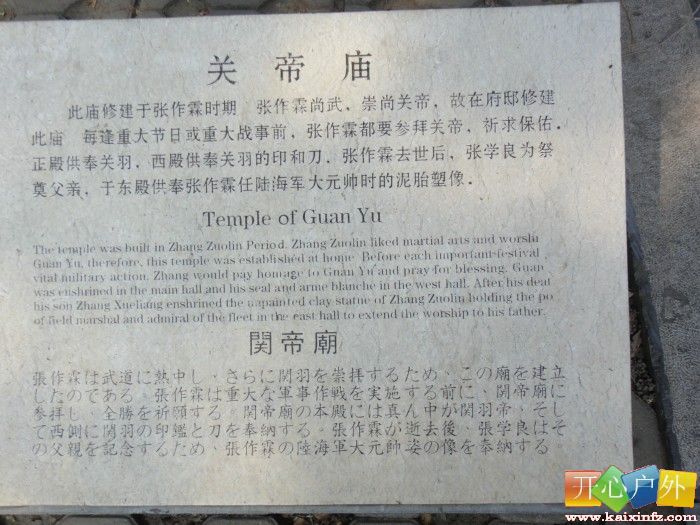 关帝庙
此庙修建于张作霖时期 张作霖尚武，崇尚关帝，故在府邸修建
此庙 每逢重大节日或重大战事前，张作霖都要参拜关帝，祈求保佑．
正殿供奉关羽，西殿供奉关羽的印和刀，张作霖去世后，张学良为祭
奠父亲，于东殿供奉张作霖任陆海军大元帅时的泥胎塑像．
Temple of Guan Yu
The temple was built in Zhang Zuolin Period. Zhang Zuolin liked martial arts and worshi
Guan Yu, therefore, this temple was established at home. Before each important festival
vital military action. Zhang would pay homage to Guan Yu and pray for blessing. Guan
was enshrined in the main hall and his seal and arme blanche in the west hall. After his deat
his son Zhang Xueliang enshrined the unpainted clay statue of Zhang Zuolin holding the po
of field marshal and admiral of the fleet in the east hall to extend the worship to his father.
関帝廟
張作霖は武道に熱中し、さらに関羽を崇拝するため、この廟を建立
したのである。張作霖は重大な軍事作戦を実施する前に、関帝廟に
参拝し、全勝を祈願する。関帝廟の本殿には真ん中が関羽帝、そし
て西側に関羽の印鑑と刀を奉納する。張作霖が逝去後、張学良はそ
の父親を記念するため、張作霖の陸海軍大元帥姿の像を奉納する
开心户外
www.kaixinfz.com